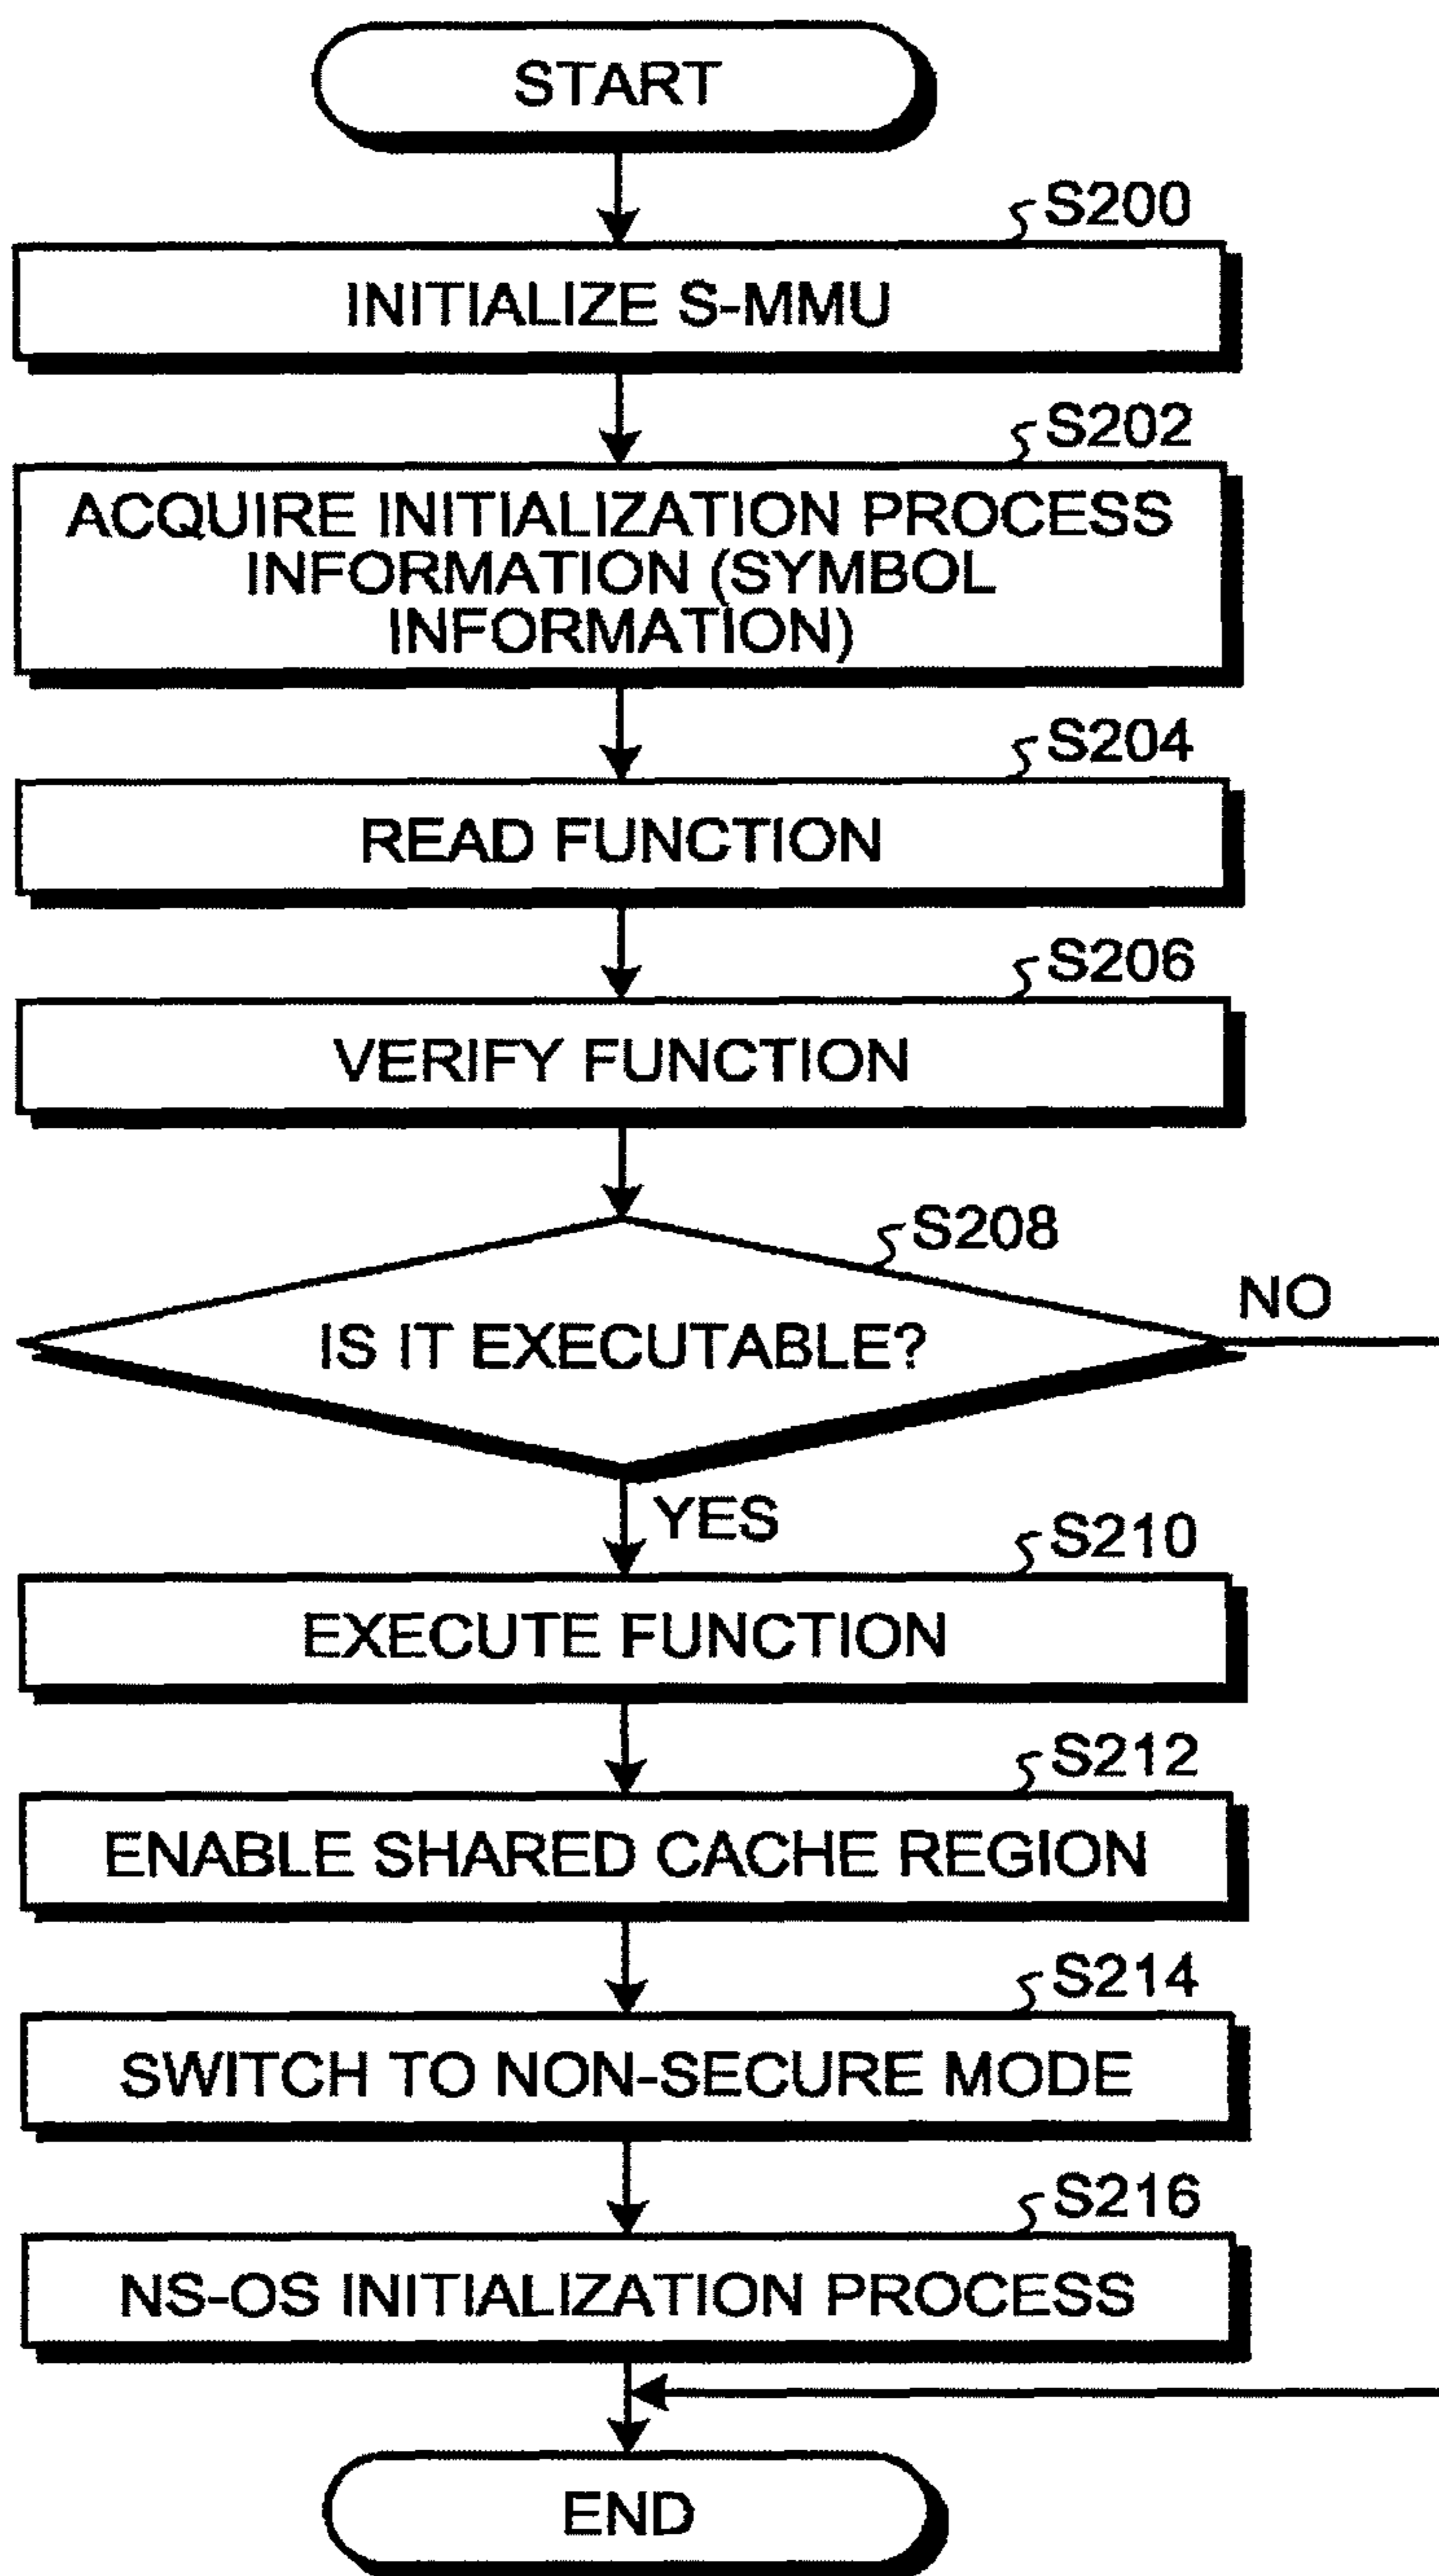 START
S200
INITIALIZE S-MMU
S202
ACQUIRE INITIALIZATION PROCESS
INFORMATION (SYMBOL
INFORMATION)
S204
READ FUNCTION
S206
VERIFY FUNCTION
S208
IS IT EXECUTABLE?
NO
YES
S210
EXECUTE FUNCTION
S212
ENABLE SHARED CACHE REGION
S214
SWITCH TO NON-SECURE MODE
S216
NS-OS INITIALIZATION PROCESS
END